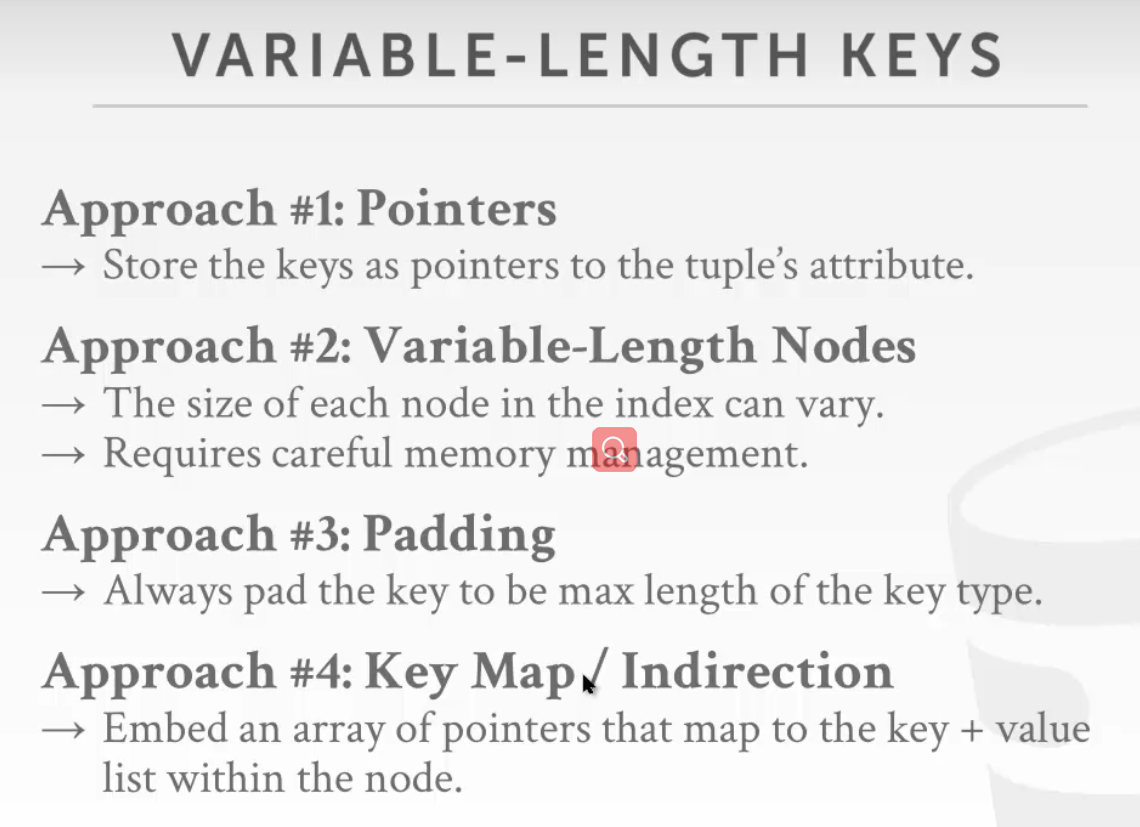 VARIABLE-LENGTH KEYS
Approach #1: Pointers
→ Store the keys as pointers to the tuple’s attribute.
Approach #2: Variable-Length Nodes
→ The size of each node in the index can vary.
→ Requires careful memory management.
Approach #3: Padding
→ Always pad the key to be max length of the key type.
Approach #4: Key Map / Indirection
→ Embed an array of pointers that map to the key + value
list within the node.